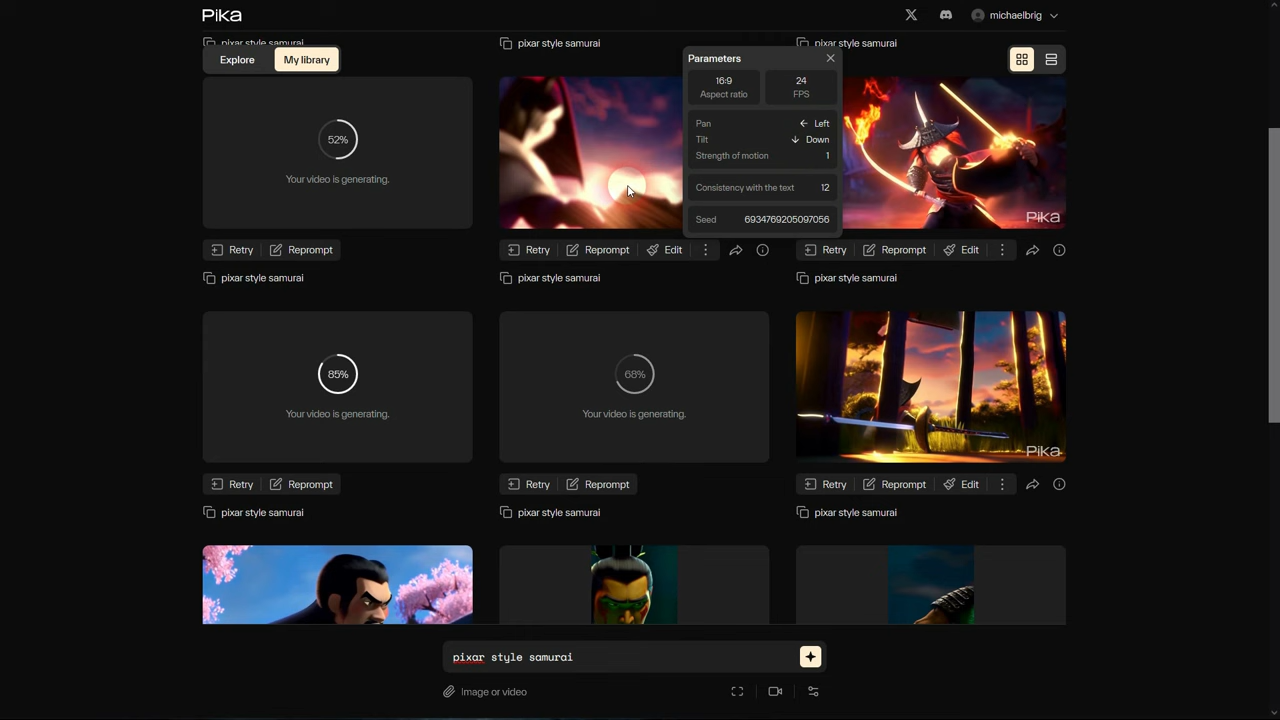 Pika
michaelbrig
pixar style samurai
pixar style samurai
pixar style samurai
Explore
My library
Parameters
16:9
Aspect ratio
24
FPS
Pan
Left
Tilt
Down
Strength of motion
1
Consistency with the text
12
Seed
6934769205097056
52%
Your video is generating.
Pika
Retry
Reprompt
Retry
Reprompt
Edit
Retry
Reprompt
Edit
pixar style samurai
pixar style samurai
pixar style samurai
85%
Your video is generating.
68%
Your video is generating.
Pika
Retry
Reprompt
Retry
Reprompt
Retry
Reprompt
Edit
pixar style samurai
pixar style samurai
pixar style samurai
pixar style samurai
Image or video